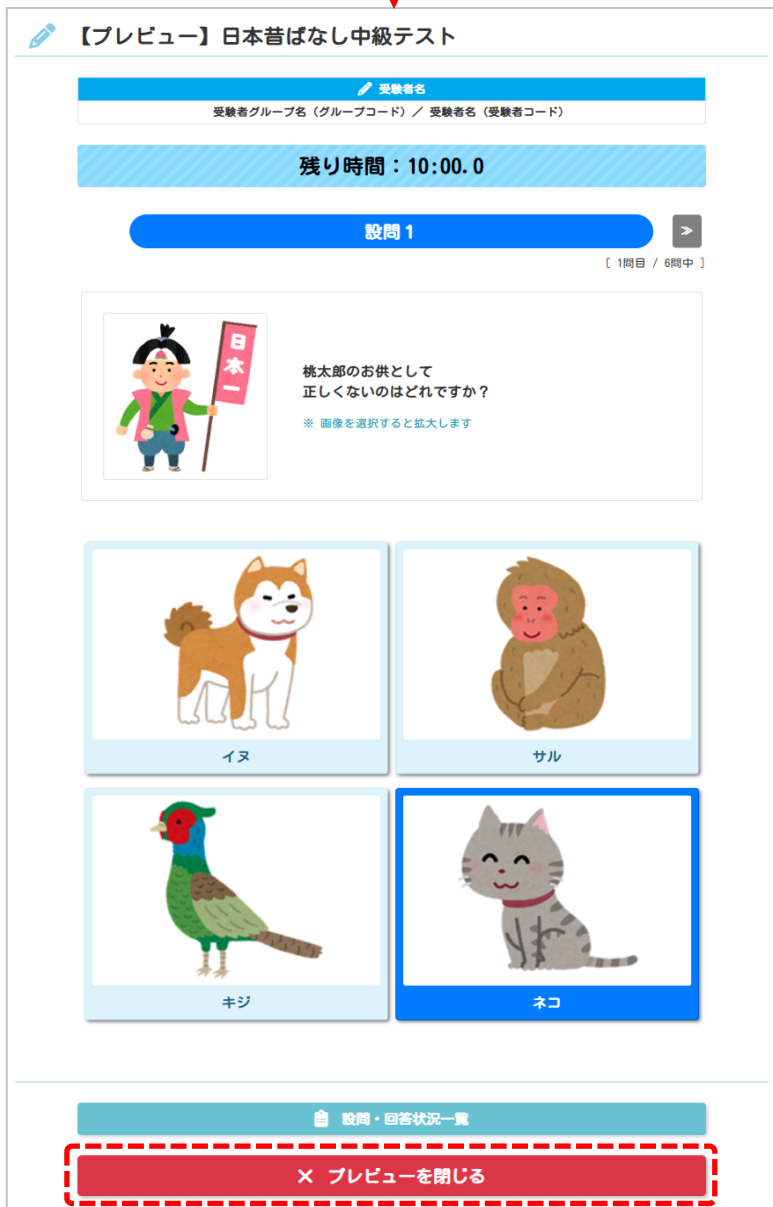 【プレビュー】日本昔ばなし中級テスト
受験者名
受験者グループ名（グループコード）／ 受験者名（受験者コード）
残り時間：10:00.0
設問１
≫
[ 1問目 / 6問中 ]
日本一
桃太郎のお供として
正しくないのはどれですか？
※ 画像を選択すると拡大します
イヌ
サル
キジ
ネコ
設問・回答状況一覧
× プレビューを閉じる